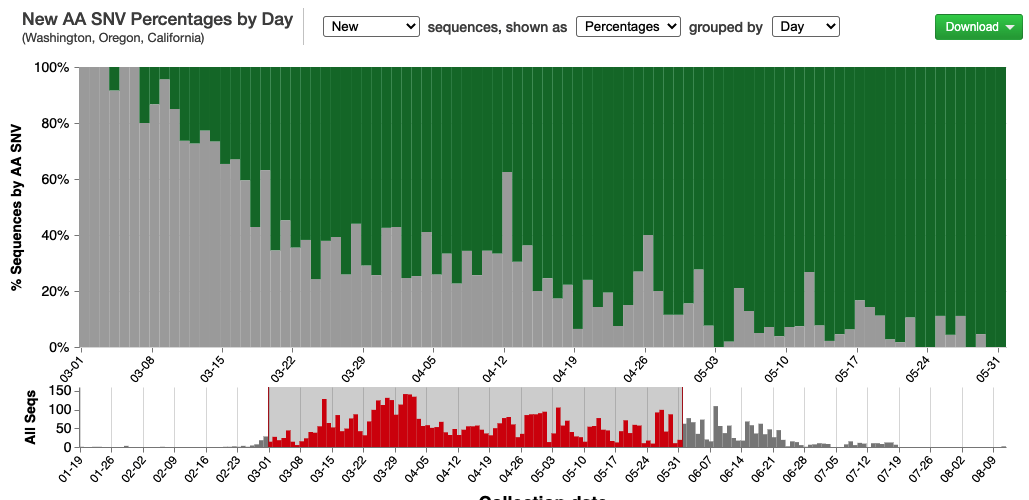 New AA SNV Percentages by Day
(Washington, Oregon, California)
New sequences, shown as Percentages grouped by Day
Download
% Sequences by AA SNV
100%
80%
60%
40%
20%
0%
03-01 03-08 03-15 03-22 03-29 04-05 04-12 04-19 04-26 05-03 05-10 05-17 05-24 05-31
All Seqs
150
100
50
0
01-19 01-26 02-02 02-09 02-16 02-23 03-01 03-08 03-15 03-22 03-29 04-05 04-12 04-19 04-26 05-03 05-10 05-17 05-24 05-31 06-07 06-14 06-21 06-28 07-05 07-12 07-19 07-26 08-02 08-09
Collection date